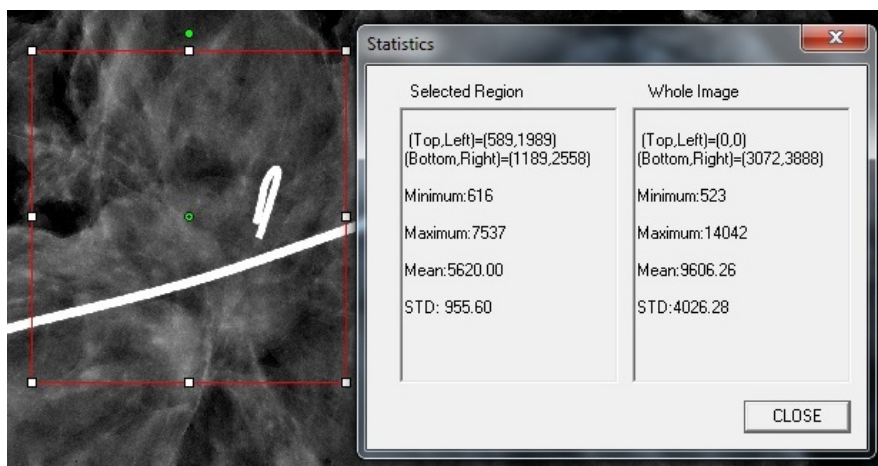 Statistics
Selected Region
Whole Image
(Top,Left)=(589,1989)
(Bottom,Right)=(1189,2558)
Minimum:616
Maximum:7537
Mean:5620.00
STD: 955.60
(Top,Left)=(0,0)
(Bottom,Right)=(3072,3888)
Minimum:523
Maximum:14042
Mean:9606.26
STD:4026.28
CLOSE